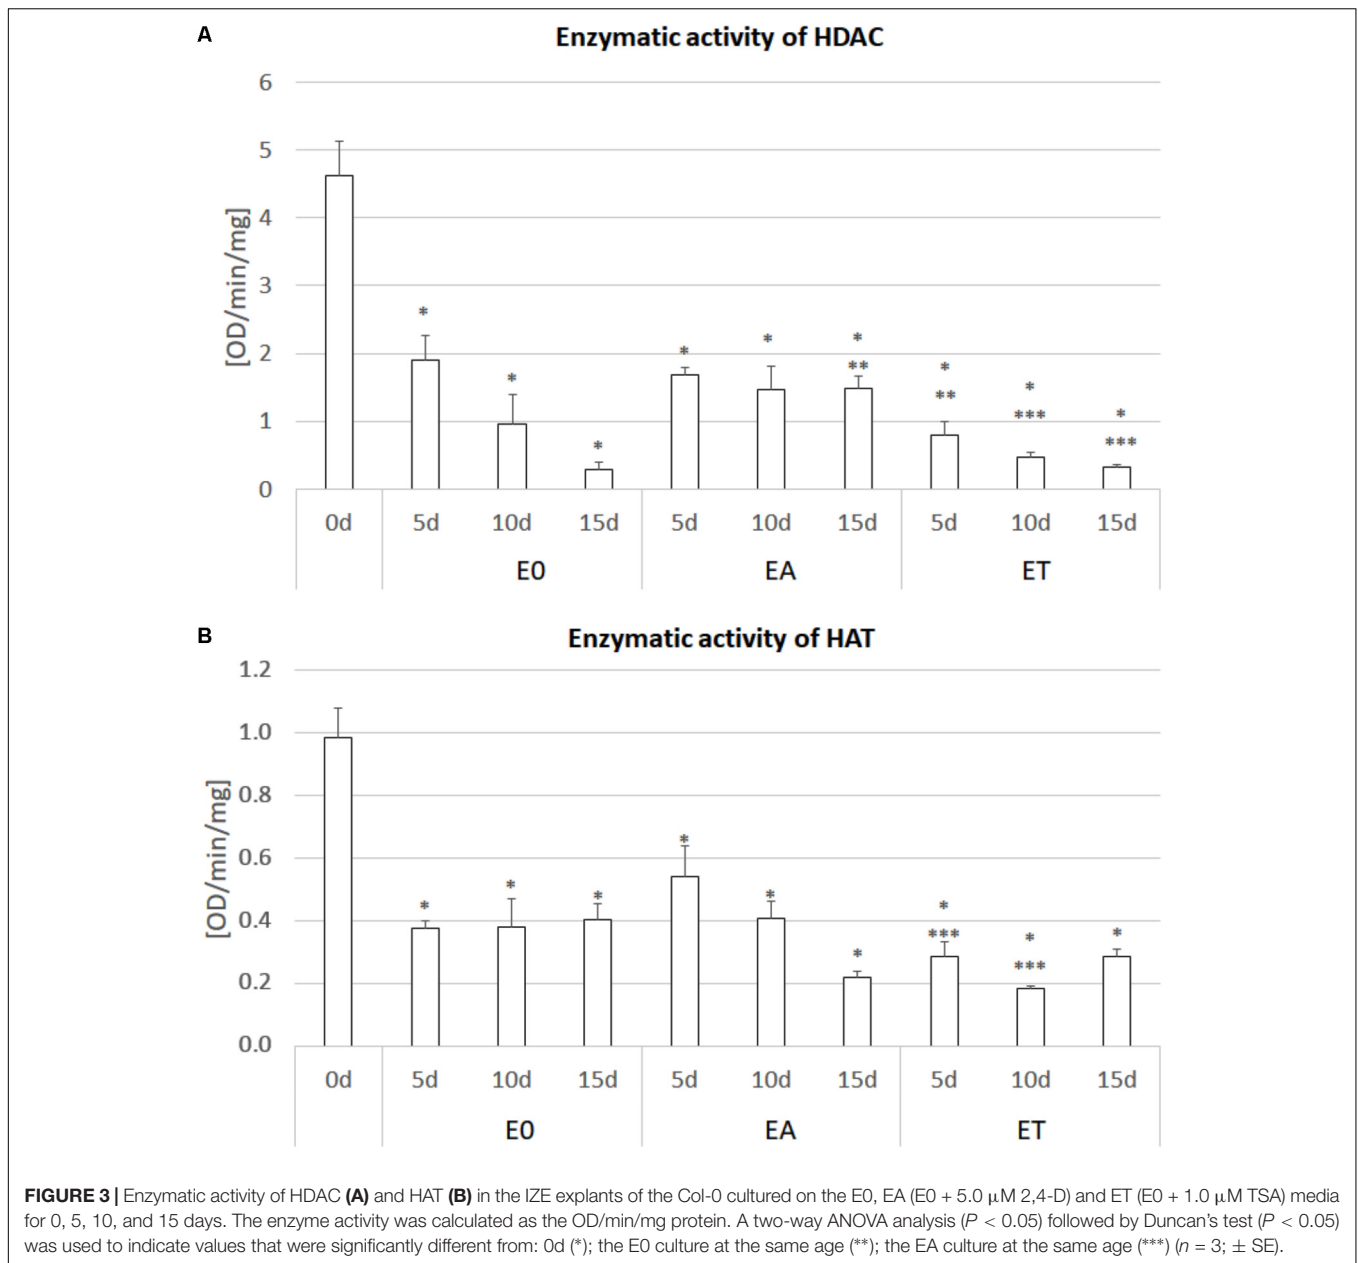 A
Enzymatic activity of HDAC
6
5
4
3
2
1
0
[OD/min/mg]
*
*
*
*
*
*
**
*
**
*
***
*
***
0d 5d 10d 15d 5d 10d 15d 5d 10d 15d
E0 EA ET
B
Enzymatic activity of HAT
1.2
1.0
0.8
0.6
0.4
0.2
0.0
[OD/min/mg]
*
*
*
*
*
*
*
***
*
***
*
0d 5d 10d 15d 5d 10d 15d 5d 10d 15d
E0 EA ET
FIGURE 3 | Enzymatic activity of HDAC (A) and HAT (B) in the IZE explants of the Col-0 cultured on the E0, EA (E0 + 5.0 μM 2,4-D) and ET (E0 + 1.0 μM TSA) media
for 0, 5, 10, and 15 days. The enzyme activity was calculated as the OD/min/mg protein. A two-way ANOVA analysis (P < 0.05) followed by Duncan's test (P < 0.05)
was used to indicate values that were significantly different from: 0d (*); the E0 culture at the same age (**); the EA culture at the same age (***) (n = 3; ± SE).